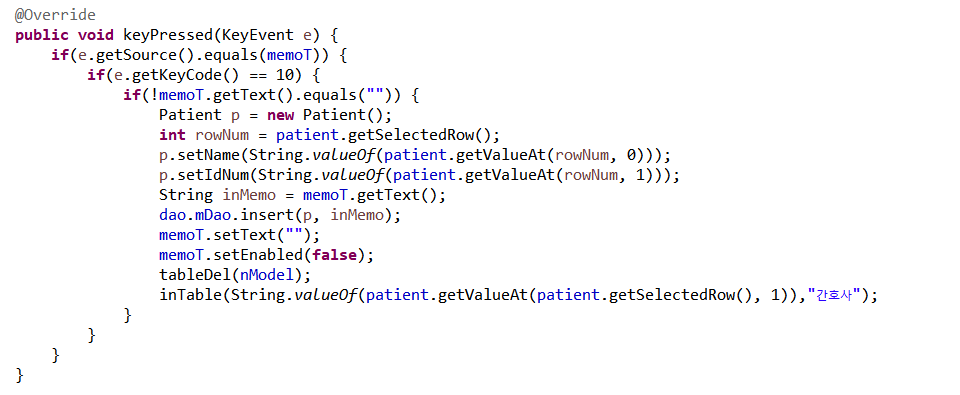 @Override
public void keyPressed(KeyEvent e) {
    if(e.getSource().equals(memoT)) {
        if(e.getKeyCode() == 10) {
            if(!memoT.getText().equals("")) {
                Patient p = new Patient();
                int rowNum = patient.getSelectedRow();
                p.setName(String.valueOf(patient.getValueAt(rowNum, 0)));
                p.setIdNum(String.valueOf(patient.getValueAt(rowNum, 1)));
                String inMemo = memoT.getText();
                dao.mDao.insert(p, inMemo);
                memoT.setText("");
                memoT.setEnabled(false);
                tableDel(nModel);
                inTable(String.valueOf(patient.getValueAt(patient.getSelectedRow(), 1)),"간호사");
            }
        }
    }
}